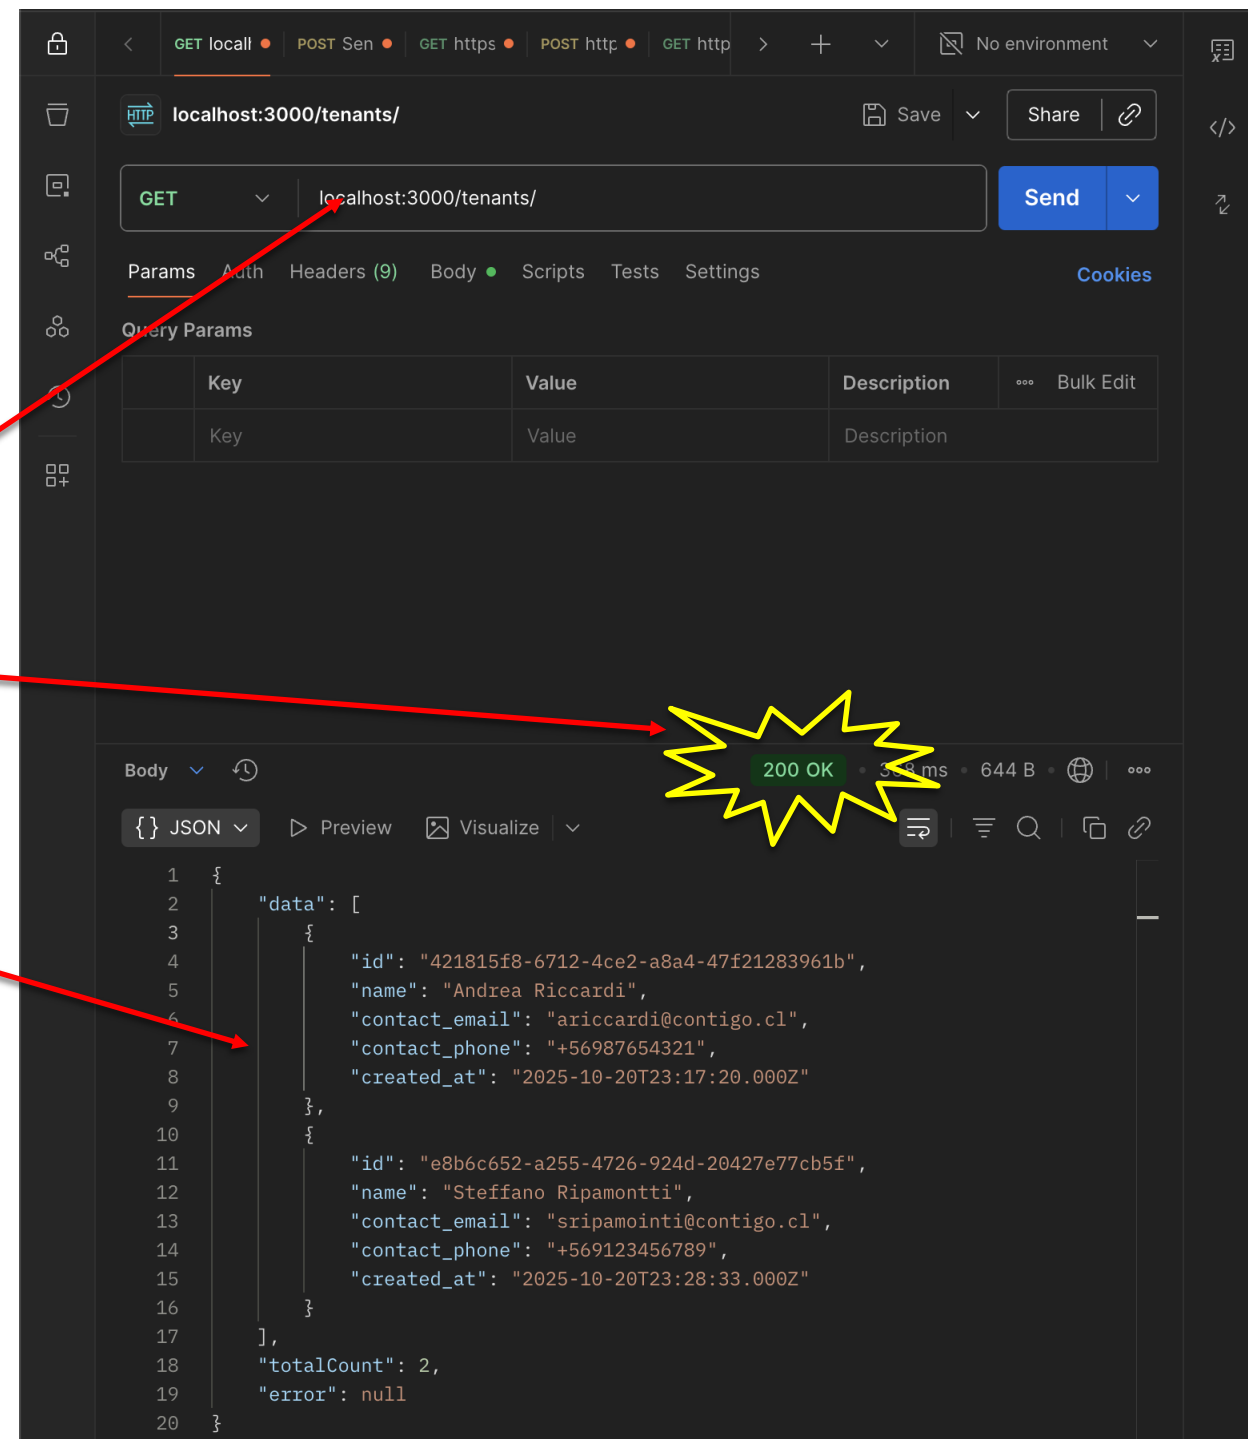 GET locall POST Sen GET https POST http GET http No environment
HTTP localhost:3000/tenants/ Save Share
GET localhost:3000/tenants/ Send
Params Auth Headers (9) Body Scripts Tests Settings Cookies
Query Params
Key Value Description Bulk Edit
Key Value Description
Body 200 OK ms 644 B
{} JSON Preview Visualize
1 {
2 "data": [
3 {
4 "id": "421815f8-6712-4ce2-a8a4-47f21283961b",
5 "name": "Andrea Riccardi",
6 "contact_email": "ariccardi@contigo.cl",
7 "contact_phone": "+56987654321",
8 "created_at": "2025-10-20T23:17:20.000Z"
9 },
10 {
11 "id": "e8b6c652-a255-4726-924d-20427e77cb5f",
12 "name": "Steffano Ripamontti",
13 "contact_email": "sripamointi@contigo.cl",
14 "contact_phone": "+569123456789",
15 "created_at": "2025-10-20T23:28:33.000Z"
16 }
17 ],
18 "totalCount": 2,
19 "error": null
20 }